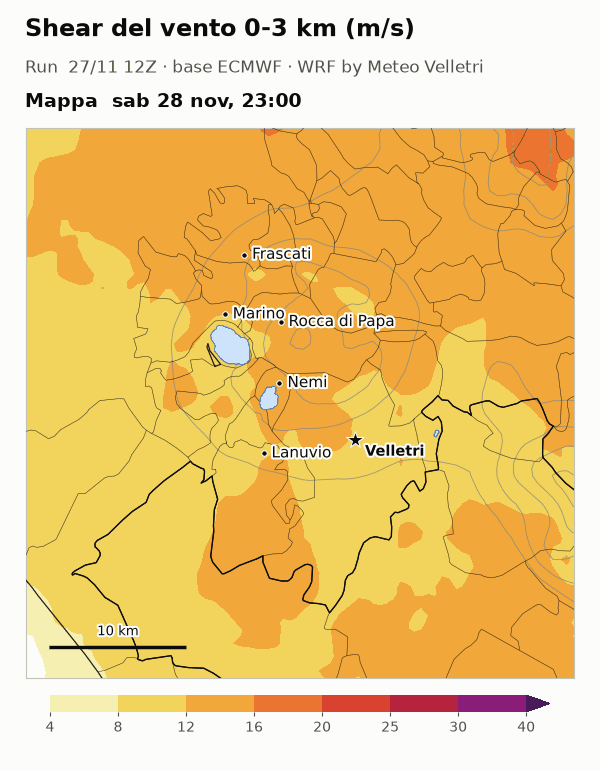 Shear del vento 0-3 km (m/s)
Run 27/11 12Z · base ECMWF · WRF by Meteo Velletri
Mappa sab 28 nov, 23:00
Frascati
Marino
Rocca di Papa
Nemi
Velletri
Lanuvio
10 km
4 8 12 16 20 25 30 40